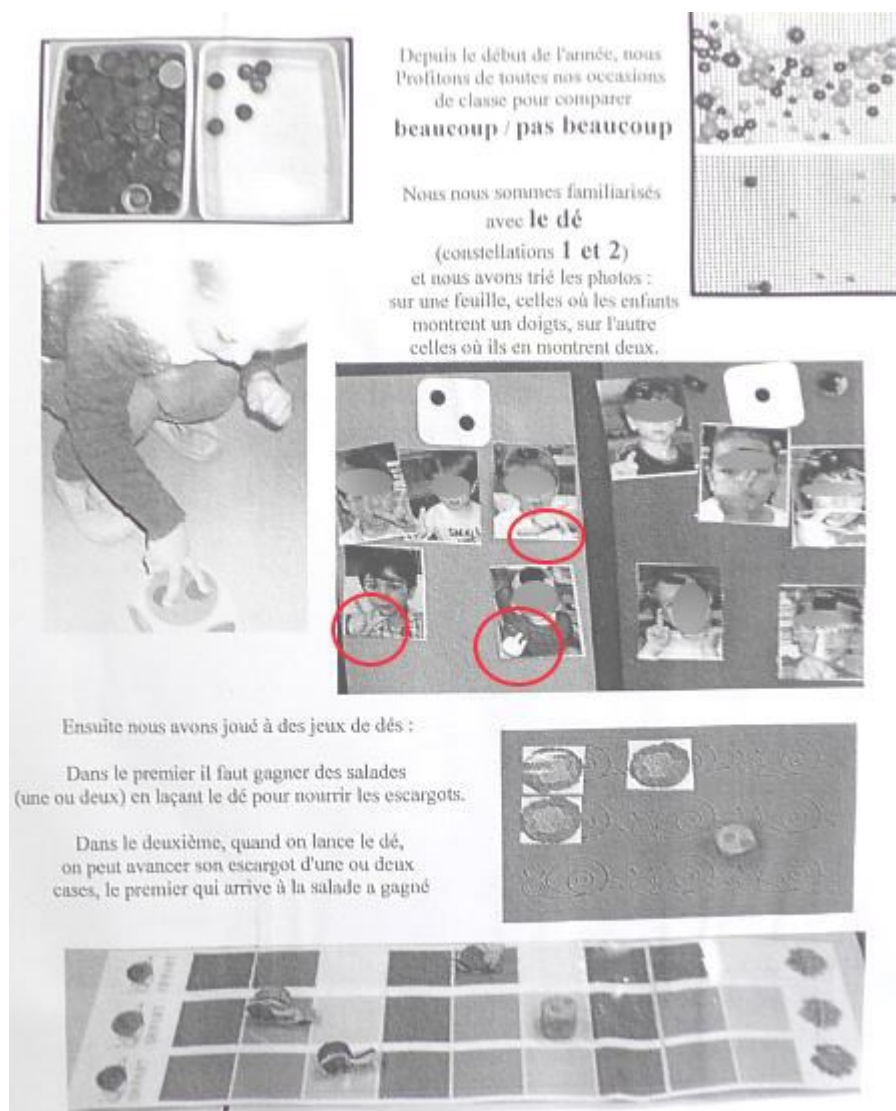 Depuis le début de l'année, nous
Profitons de toutes nos occasions
de classe pour comparer
beaucoup / pas beaucoup
Nous nous sommes familiarisés
avec le dé
(constellations 1 et 2)
et nous avons trié les photos :
sur une feuille, celles où les enfants
montrent un doigts, sur l'autre
celles où ils en montrent deux.
Ensuite nous avons joué à des jeux de dés :
Dans le premier il faut gagner des salades
(une ou deux) en laçant le dé pour nourrir les escargots.
Dans le deuxième, quand on lance le dé,
on peut avancer son escargot d'une ou deux
cases, le premier qui arrive à la salade a gagné